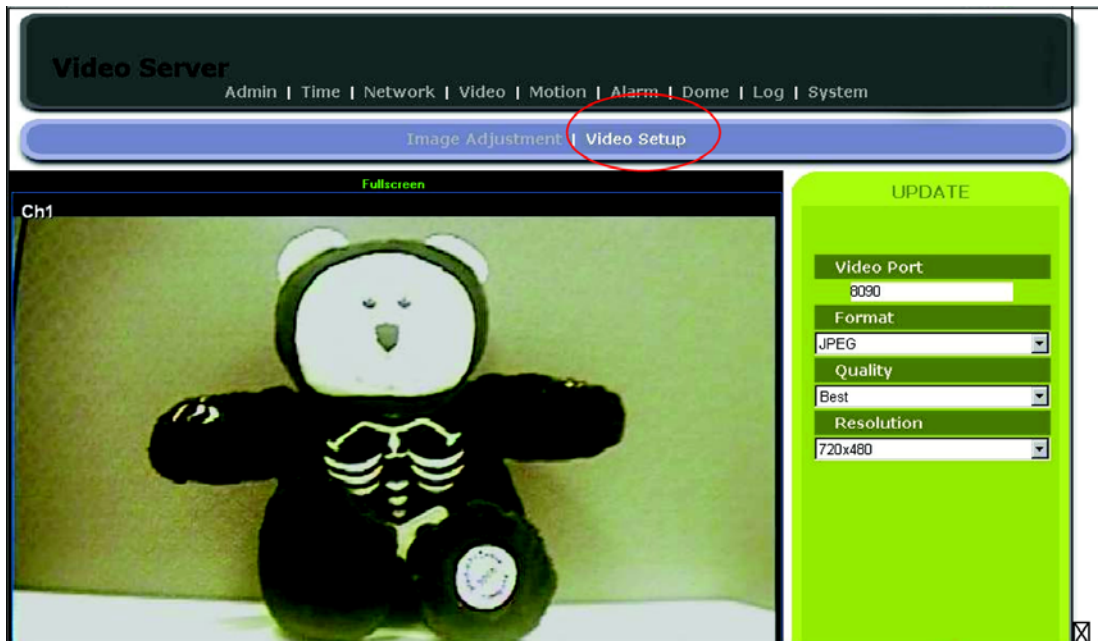 Video Server
Admin | Time | Network | Video | Motion | Alarm | Dome | Log | System
Image Adjustment | Video Setup
Fullscreen
Ch1
UPDATE
Video Port
8090
Format
JPEG
Quality
Best
Resolution
720x480